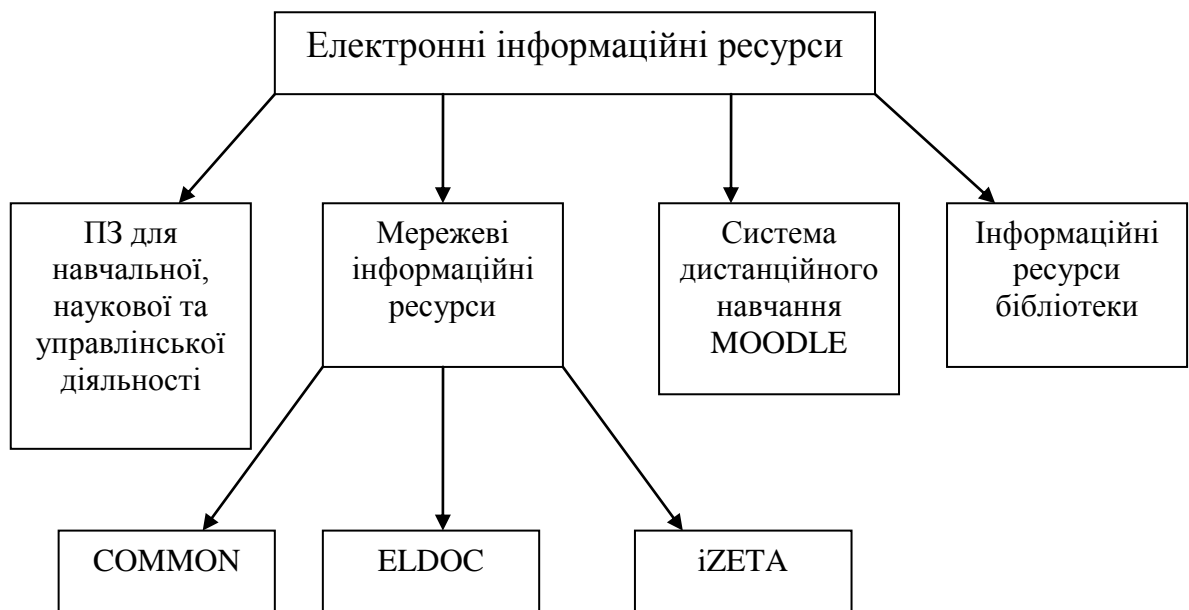 Електронні інформаційні ресурси
ПЗ для
навчальної,
наукової та
управлінської
діяльності
Мережеві
інформаційні
ресурси
Система
дистанційного
навчання
MOODLE
Інформаційні
ресурси
бібліотеки
COMMON
ELDOC
iZETA